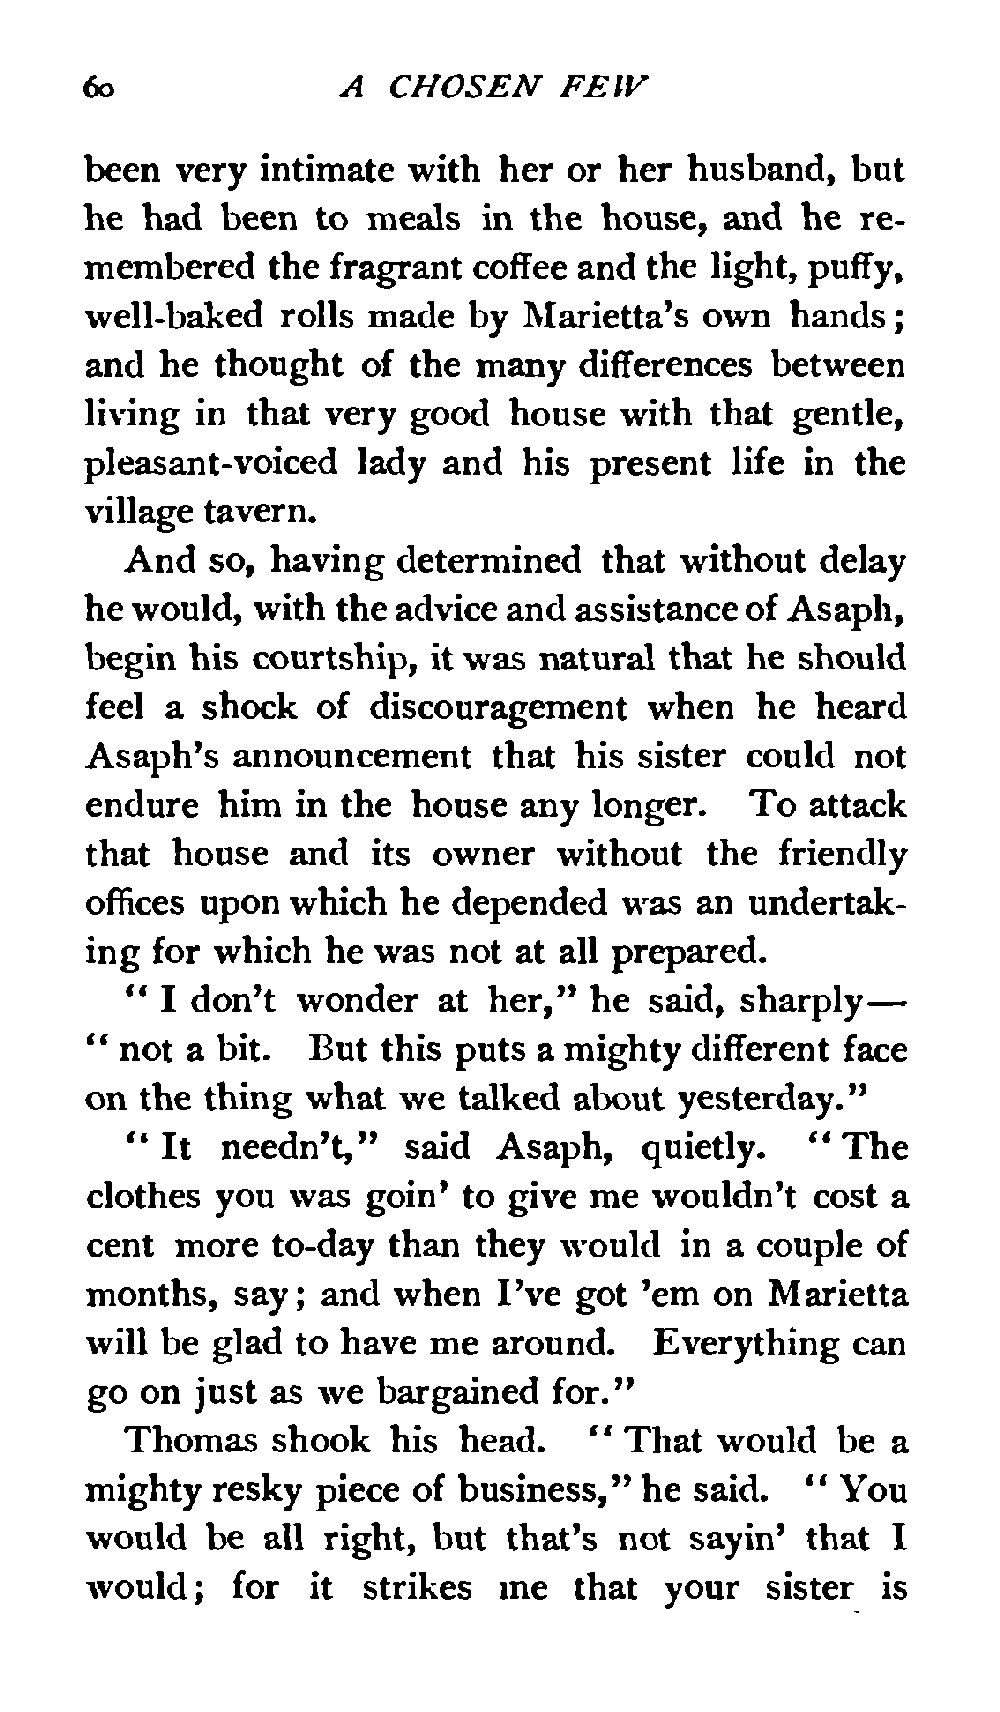 60 A CHOSEN FEW
been very intimate with her or her husband, but
he had been to meals in the house, and he re-
membered the fragrant coffee and the light, puffy,
well-baked rolls made by Marietta's own hands;
and he thought of the many differences between
living in that very good house with that gentle,
pleasant-voiced lady and his present life in the
village tavern.
And so, having determined that without delay
he would, with the advice and assistance of Asaph,
begin his courtship, it was natural that he should
feel a shock of discouragement when he heard
Asaph's announcement that his sister could not
endure him in the house any longer. To attack
that house and its owner without the friendly
offices upon which he depended was an undertak-
ing for which he was not at all prepared.
"I don't wonder at her," he said, sharply—
"not a bit. But this puts a mighty different face
on the thing what we talked about yesterday."
"It needn't," said Asaph, quietly. "The
clothes you was goin' to give me wouldn't cost a
cent more to-day than they would in a couple of
months, say; and when I've got 'em on Marietta
will be glad to have me around. Everything can
go on just as we bargained for."
Thomas shook his head. "That would be a
mighty resky piece of business," he said. "You
would be all right, but that's not sayin' that I
would; for it strikes me that your sister is